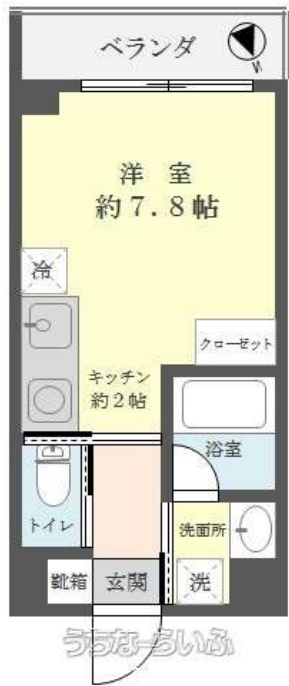 ベランダ
N
洋室
約7.8帖
冷
クローゼット
キッチン
約2帖
浴室
トイレ
洗面所
靴箱
玄関
洗
うちなーらいふ